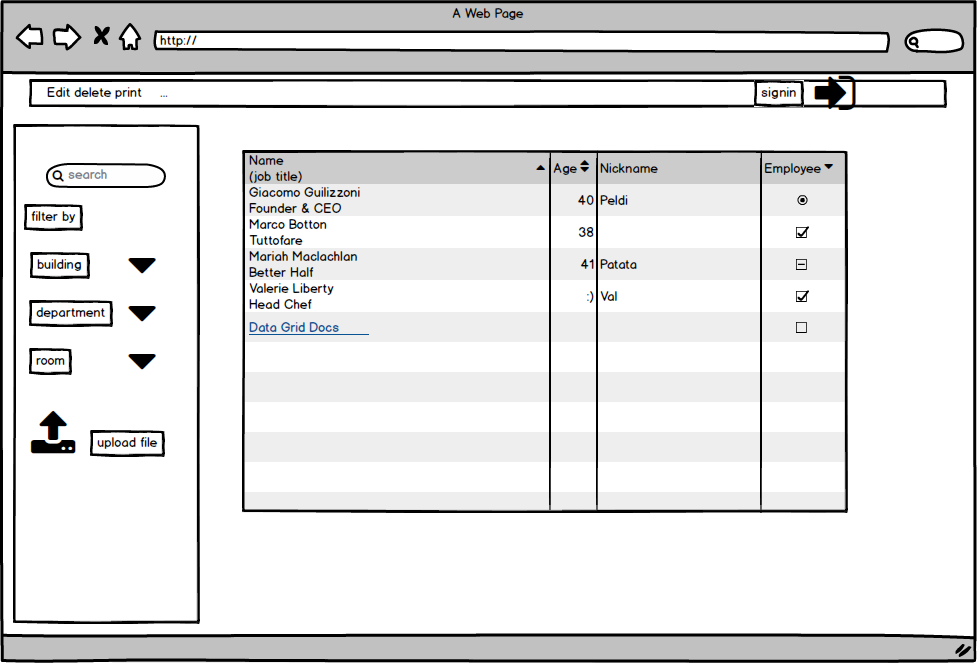 A Web Page
http://
Edit delete print ...
signin
search
filter by
building
department
room
upload file
Name
(job title)
Age
Nickname
Employee
Giacomo Guilizzoni
Founder & CEO
40
Peldi
Marco Botton
Tuttofare
38
Mariah Maclachlan
Better Half
41
Patata
Valerie Liberty
Head Chef
:)
Val
Data Grid Docs